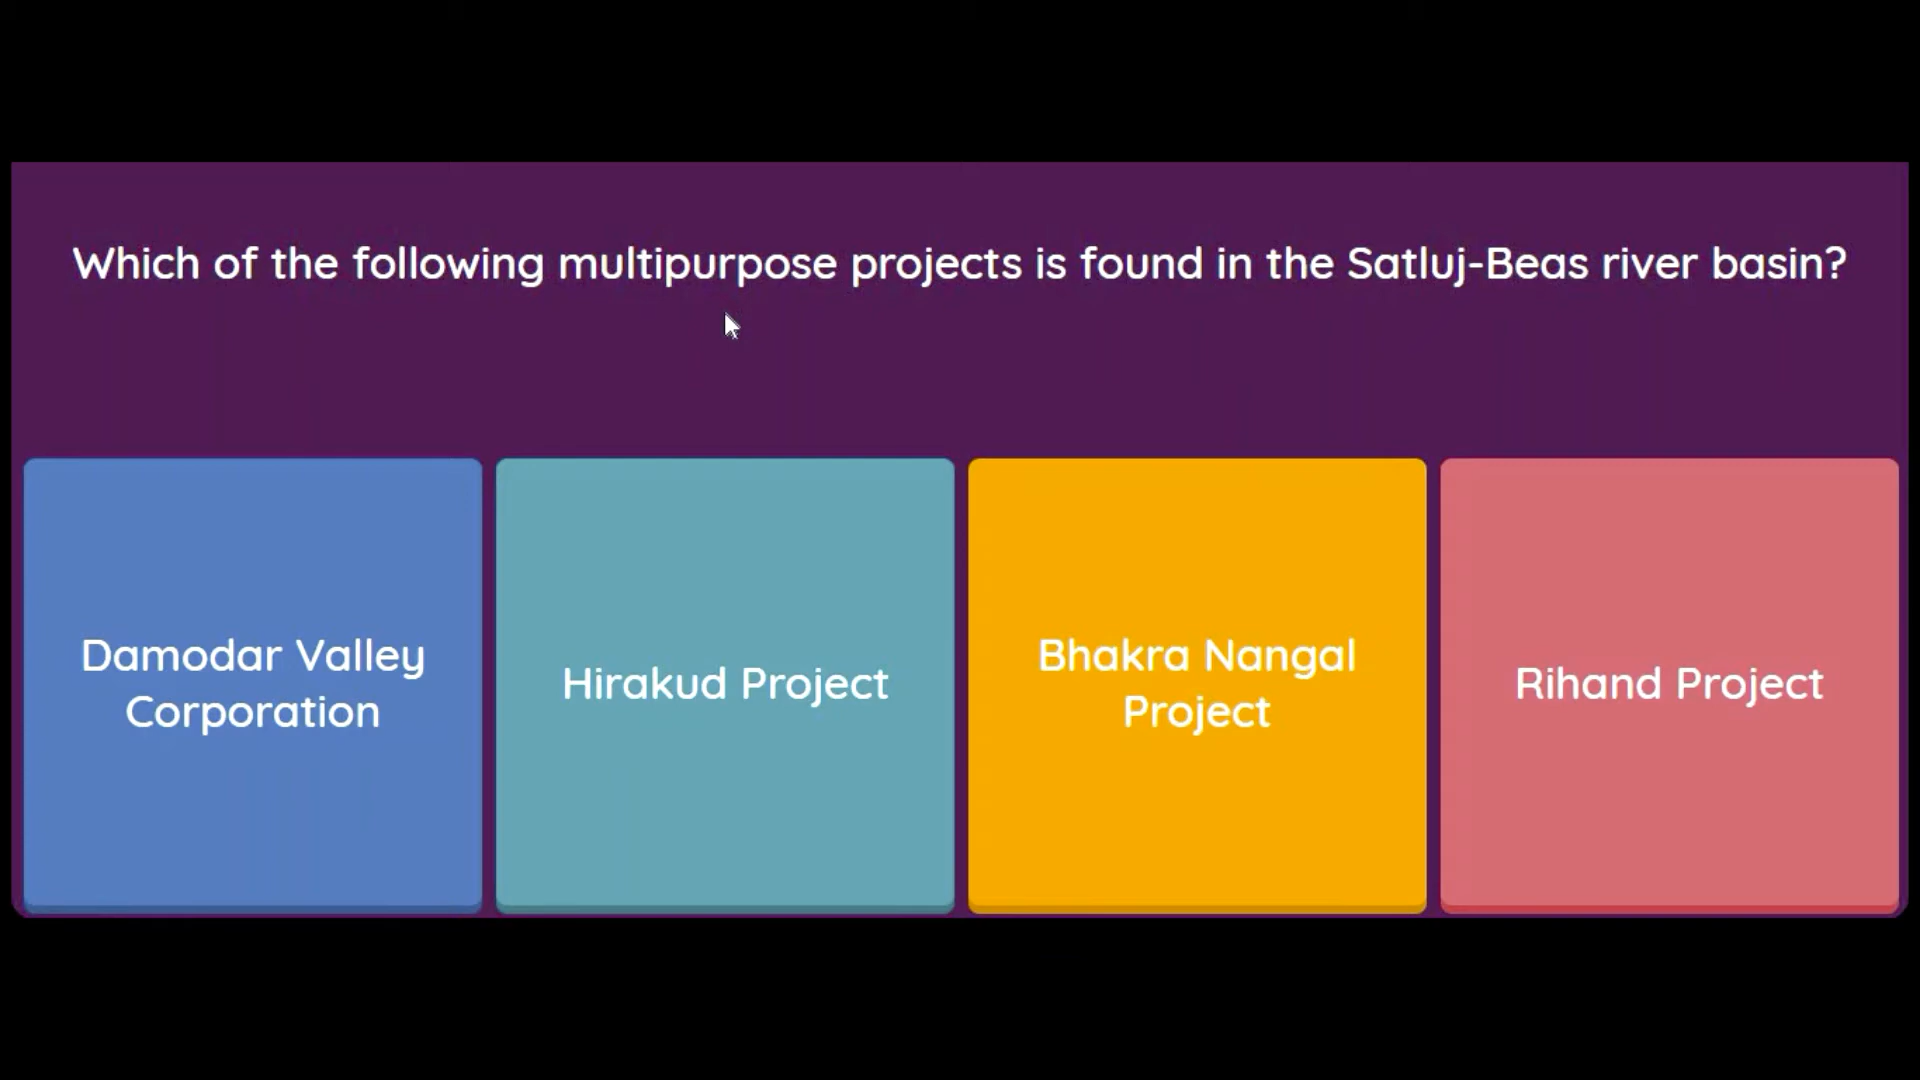 Which of the following multipurpose projects is found in the Satluj-Beas river basin?
Damodar Valley
Corporation
Hirakud Project
Bhakra Nangal
Project
Rihand Project